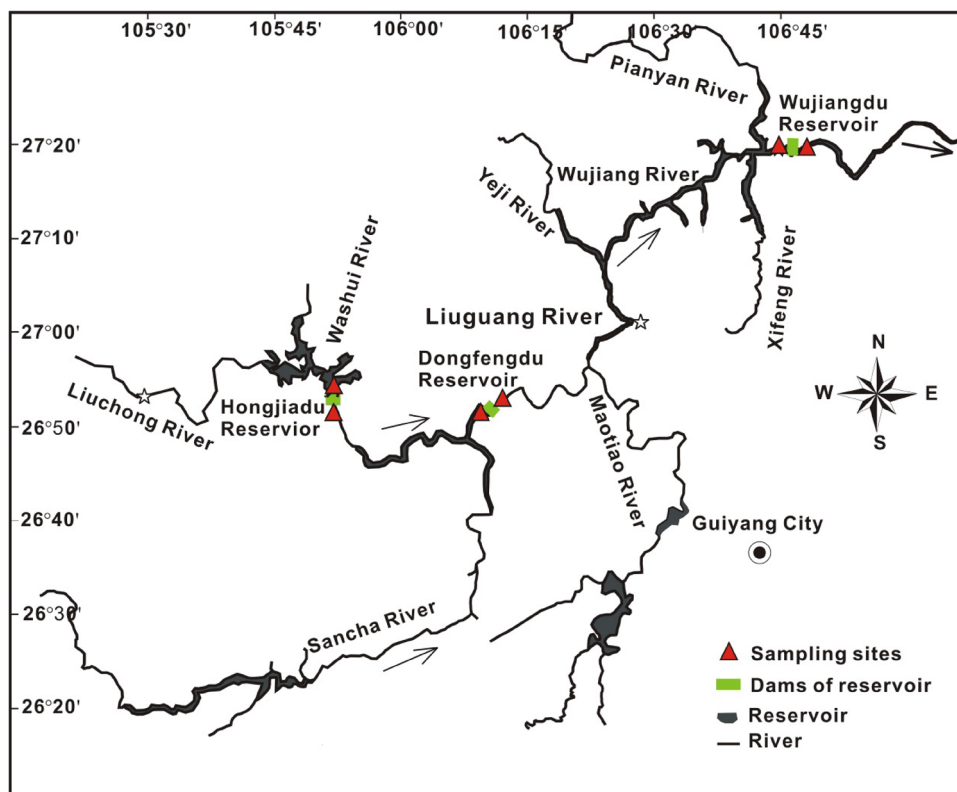 105°30'
105°45'
106°00'
106°15'
106°30'
106°45'
Pianyan River
Wujiangdu
Reservoir
27°20'
Wujiang River
Yeji River
27°10'
Washui River
Xifeng River
27°00'
Liuguang River
N
Dongfengdu
Reservoir
W
E
Liuchong River
Hongjiadu
Reservior
26°50'
S
Maotiao River
26°40'
Guiyang City
26°30'
Sancha River
Sampling sites
Dams of reservoir
26°20'
Reservoir
River